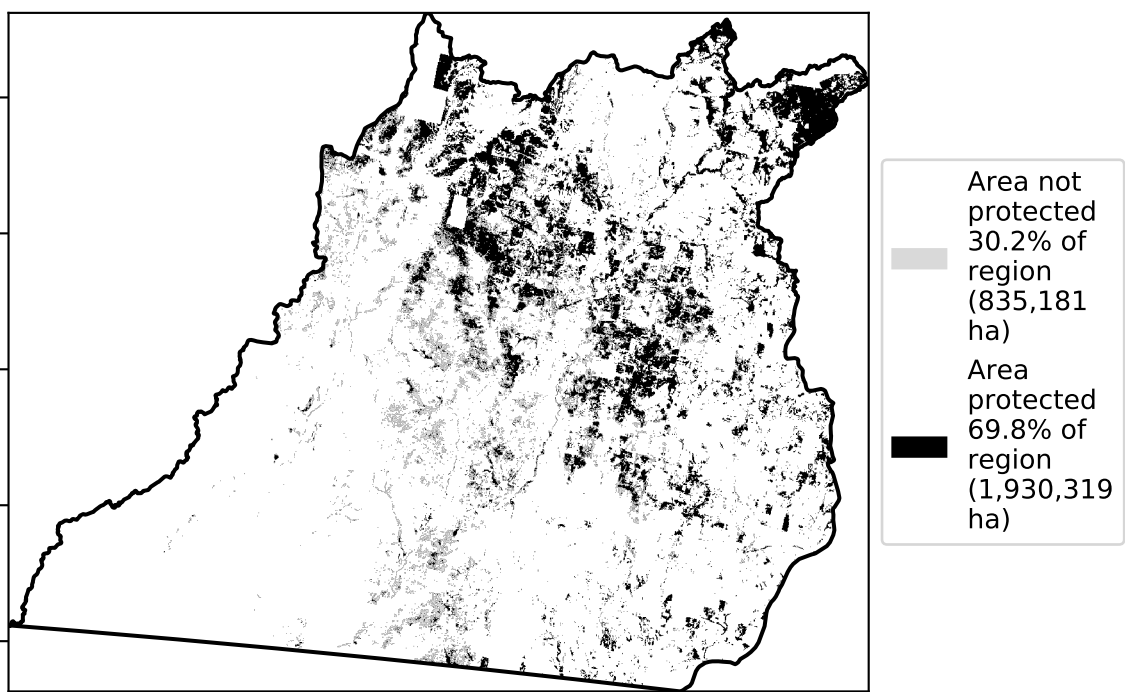 Area not
protected
30.2% of
region
(835,181
ha)
Area
protected
69.8% of
region
(1,930,319
ha)